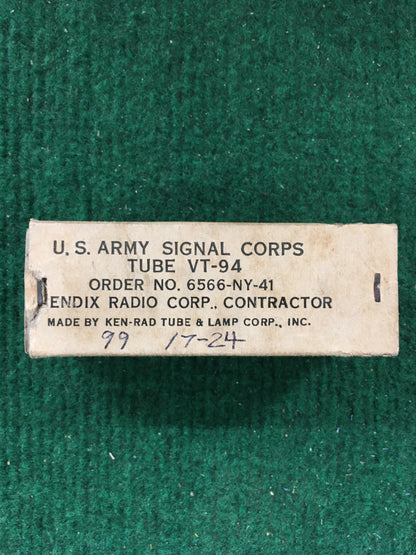 U. S. ARMY SIGNAL CORPS
TUBE VT-94
ORDER NO. 6566-NY-41
ENDIX RADIO CORP., CONTRACTOR
MADE BY KEN-RAD TUBE & LAMP CORP., INC.
99 17-24